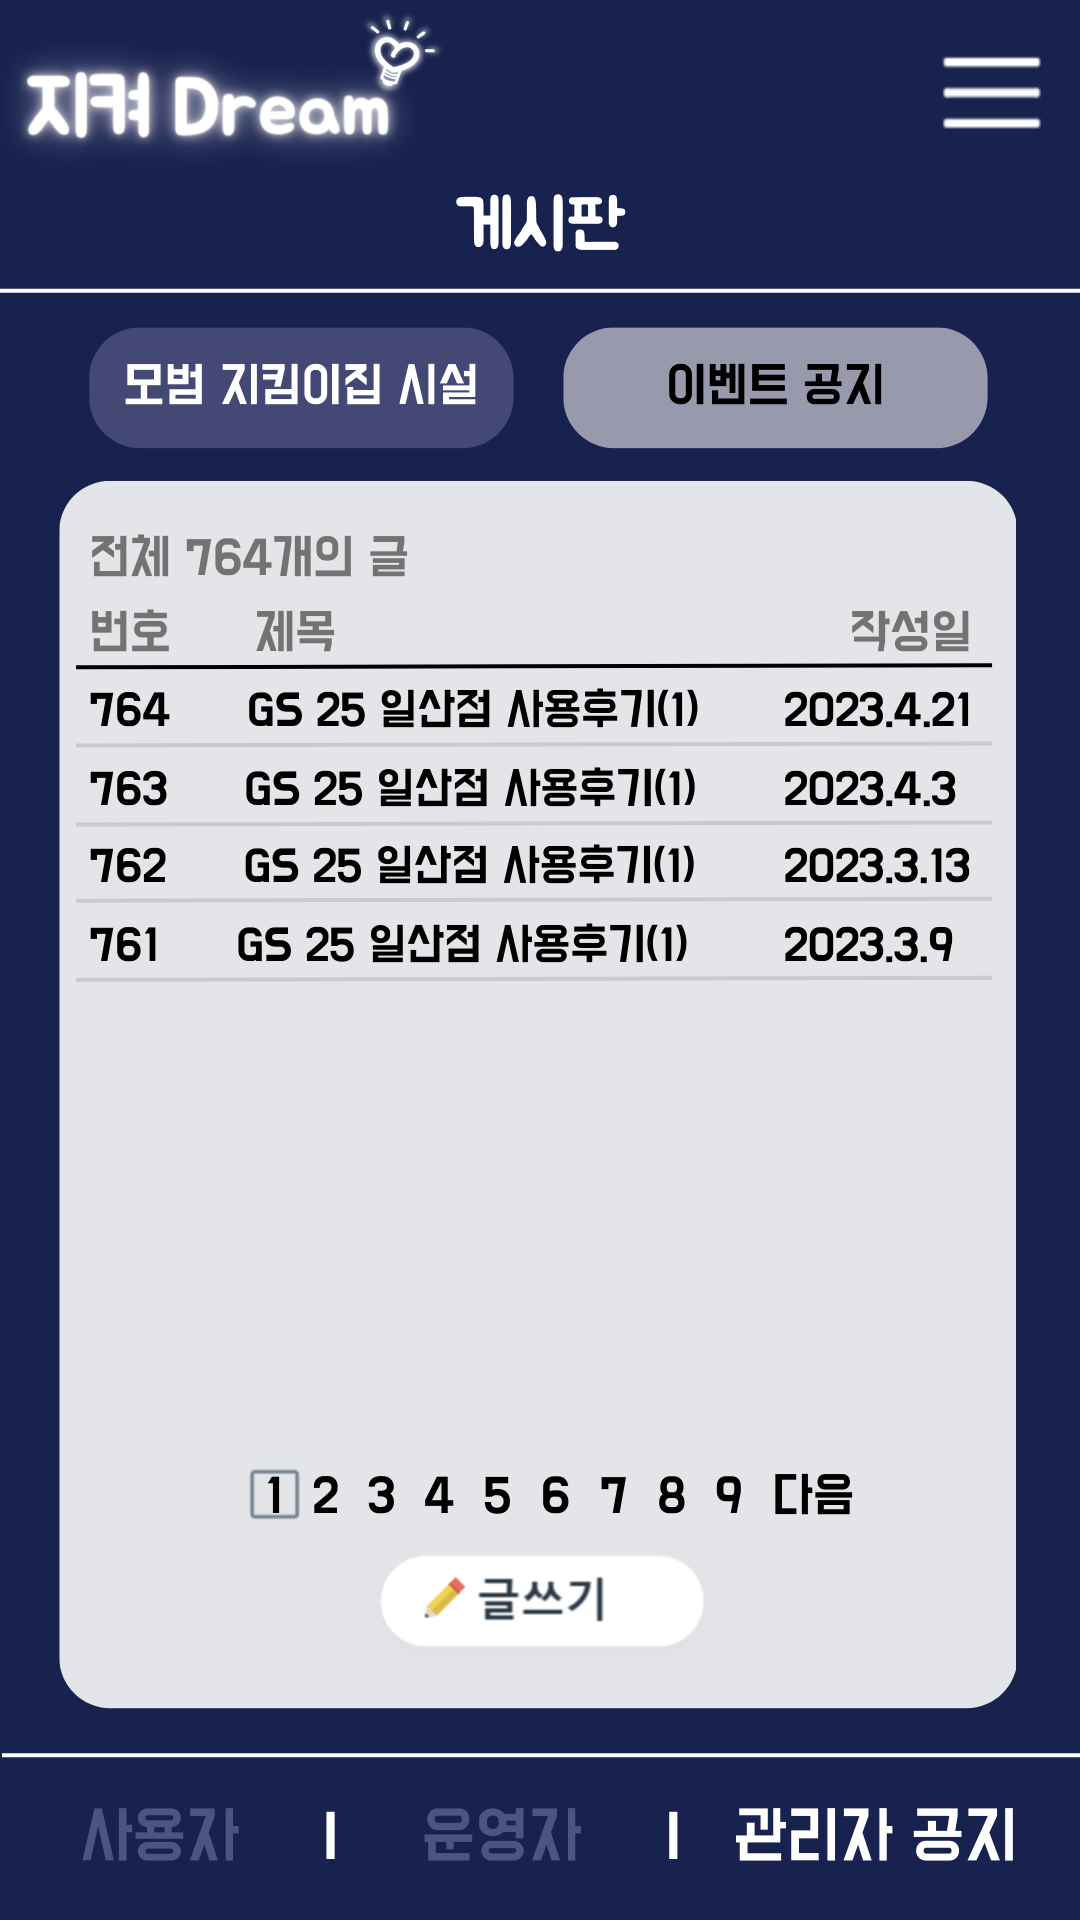 지켜 Dream
게시판
모범 지킴이집 시설
이벤트 공지
전체 764개의 글
번호 제목 작성일
764 GS 25 일산점 사용후기(1) 2023.4.21
763 GS 25 일산점 사용후기(1) 2023.4.3
762 GS 25 일산점 사용후기(1) 2023.3.13
761 GS 25 일산점 사용후기(1) 2023.3.9
1 2 3 4 5 6 7 8 9 다음
글쓰기
사용자 | 운영자 | 관리자 공지